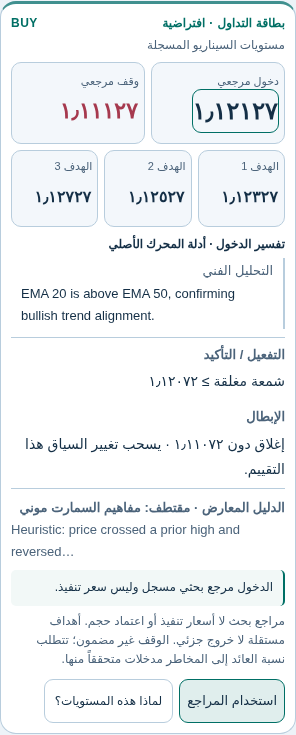 بطاقة التداول · افتراضية BUY
مستويات السيناريو المسجلة
دخول مرجعي
١٫١٢١٢٧
وقف مرجعي
١٫١١١٢٧
الهدف 1
١٫١٢٣٢٧
الهدف 2
١٫١٢٥٢٧
الهدف 3
١٫١٢٧٢٧
تفسير الدخول · أدلة المحرك الأصلي
التحليل الفني
EMA 20 is above EMA 50, confirming
bullish trend alignment.
التفعيل / التأكيد
شمعة مغلقة ≥ ١٫١٢٠٧٢
الإبطال
إغلاق دون ١٫١١٠٧٢ · يسحب تغيير السياق هذا
التقييم.
الدليل المعارض · مقتطف: مفاهيم السمارت موني
Heuristic: price crossed a prior high and
reversed…
الدخول مرجع بحثي مسجل وليس سعر تنفيذ.
مراجع بحث لا أسعار تنفيذ أو اعتماد حجم. أهداف
مستقلة لا خروج جزئي. الوقف غير مضمون؛ تتطلب
نسبة العائد إلى المخاطر مدخلات متحققاً منها.
استخدام المراجع
لماذا هذه المستويات؟